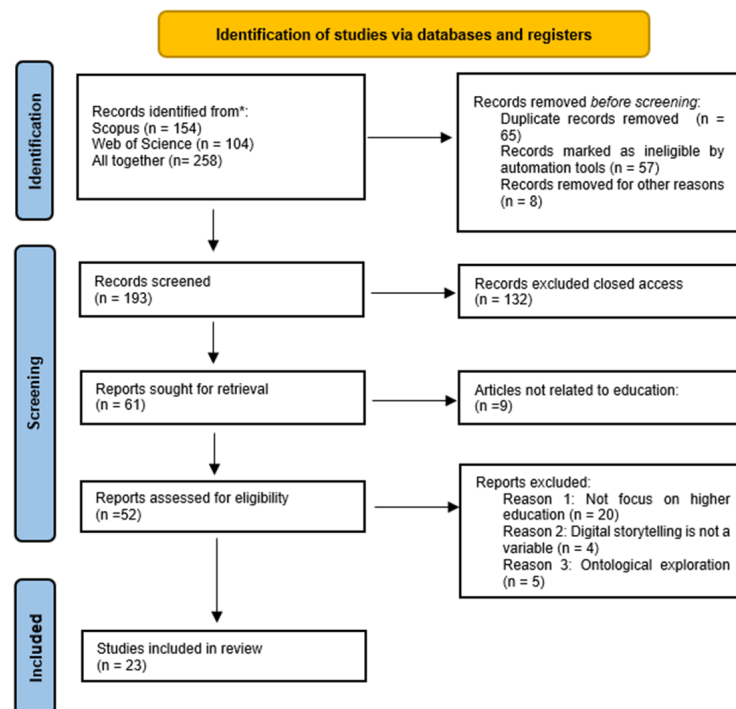 Identification of studies via databases and registers
Identification
Records identified from*:
Scopus (n = 154)
Web of Science (n = 104)
All together (n= 258)
Records removed before screening:
Duplicate records removed (n =
65)
Records marked as ineligible by
automation tools (n = 57)
Records removed for other reasons
(n = 8)
Screening
Records screened
(n = 193)
Records excluded closed access
(n = 132)
Reports sought for retrieval
(n = 61)
Articles not related to education:
(n =9)
Reports assessed for eligibility
(n =52)
Reports excluded:
Reason 1: Not focus on higher
education (n = 20)
Reason 2: Digital storytelling is not a
variable (n = 4)
Reason 3: Ontological exploration
(n = 5)
Included
Studies included in review
(n = 23)